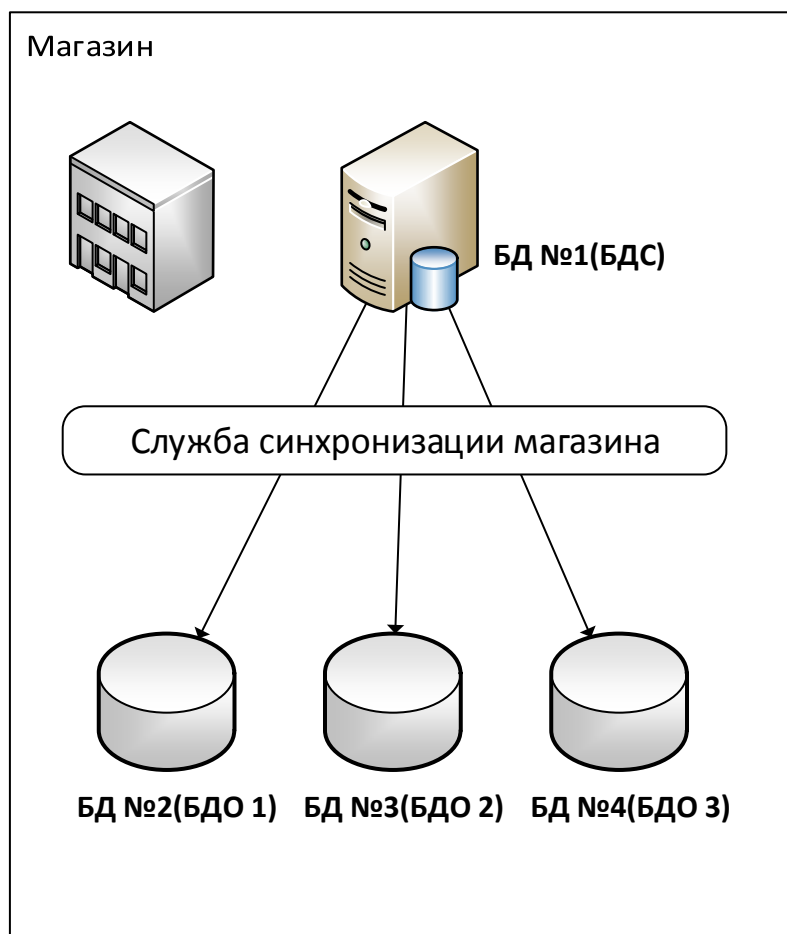 Магазин
БД №1(БДС)
Служба синхронизации магазина
БД №2(БДО 1)
БД №3(БДО 2)
БД №4(БДО 3)